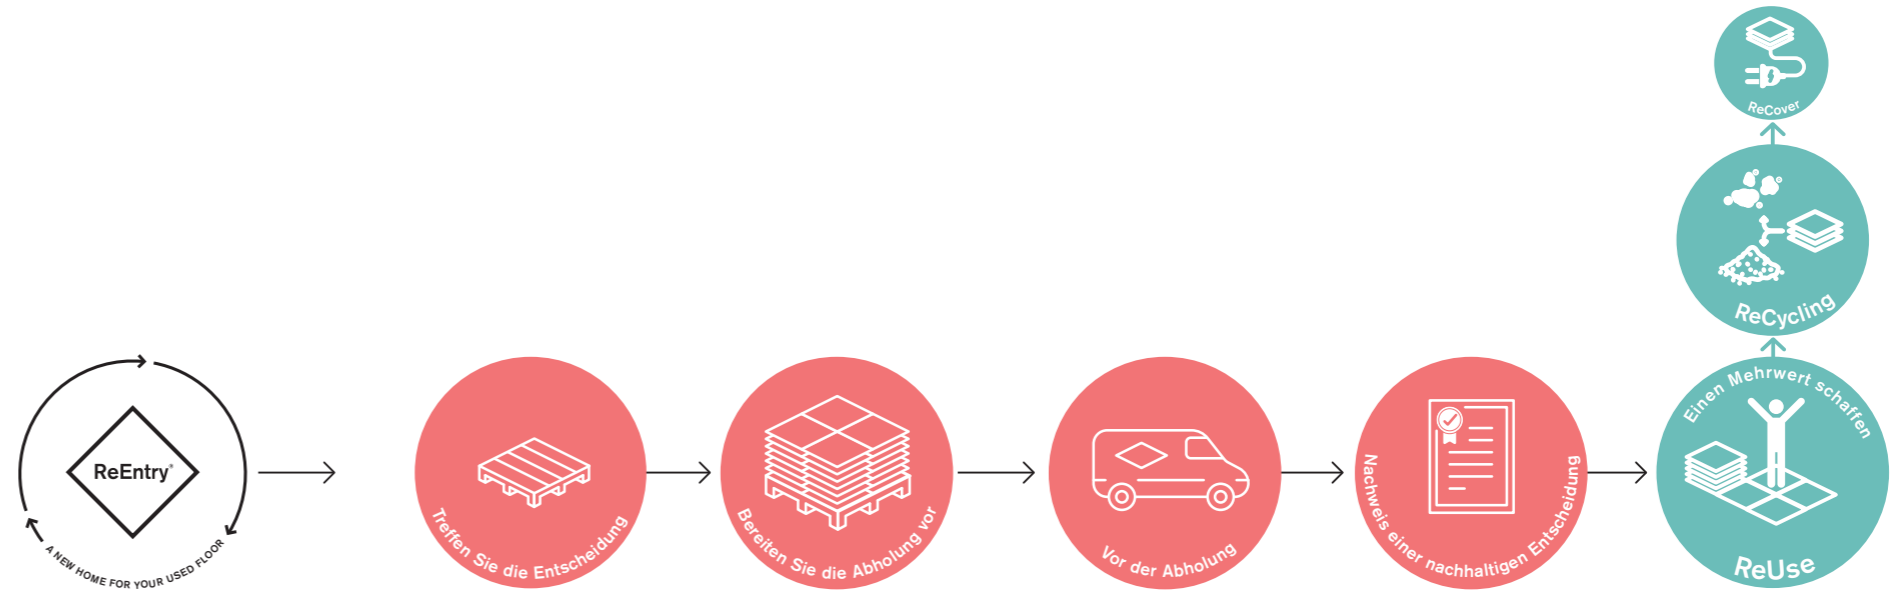 ReEntry®
A NEW HOME FOR YOUR USED FLOOR
Treffen Sie die Entscheidung
Bereiten Sie die Abholung vor
Vor der Abholung
Nachweis einer nachhaltigen Entscheidung
Einen Mehrwert schaffen
ReUse
ReCycling
ReCover